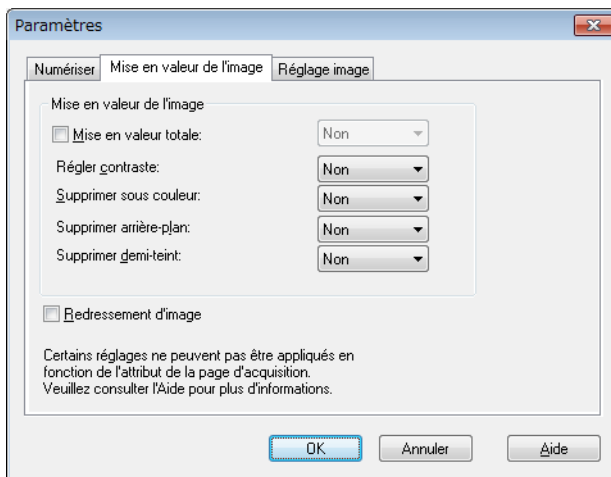 Paramètres
Numériser Mise en valeur de l'image Réglage image
Mise en valeur de l'image
Mise en valeur totale: Non
Régler contraste: Non
Supprimer sous couleur: Non
Supprimer arrière-plan: Non
Supprimer demi-teint: Non
Redressement d'image
Certains réglages ne peuvent pas être appliqués en
fonction de l'attribut de la page d'acquisition.
Veuillez consulter l'Aide pour plus d'informations.
OK Annuler Aide